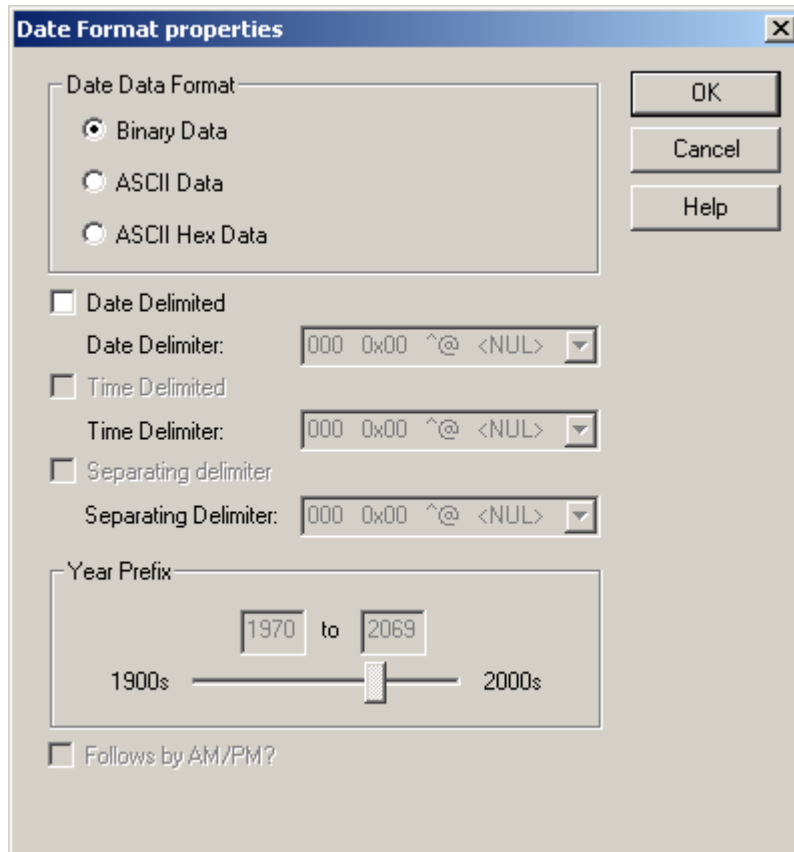 Date Format properties
Date Data Format
OK
Binary Data
Cancel
ASCII Data
Help
ASCII Hex Data
Date Delimited
Date Delimiter: 000 0x00 ^@ <NUL>
Time Delimited
Time Delimiter: 000 0x00 ^@ <NUL>
Separating delimiter
Separating Delimiter: 000 0x00 ^@ <NUL>
Year Prefix
1970 to 2069
1900s 2000s
Follows by AM/PM?